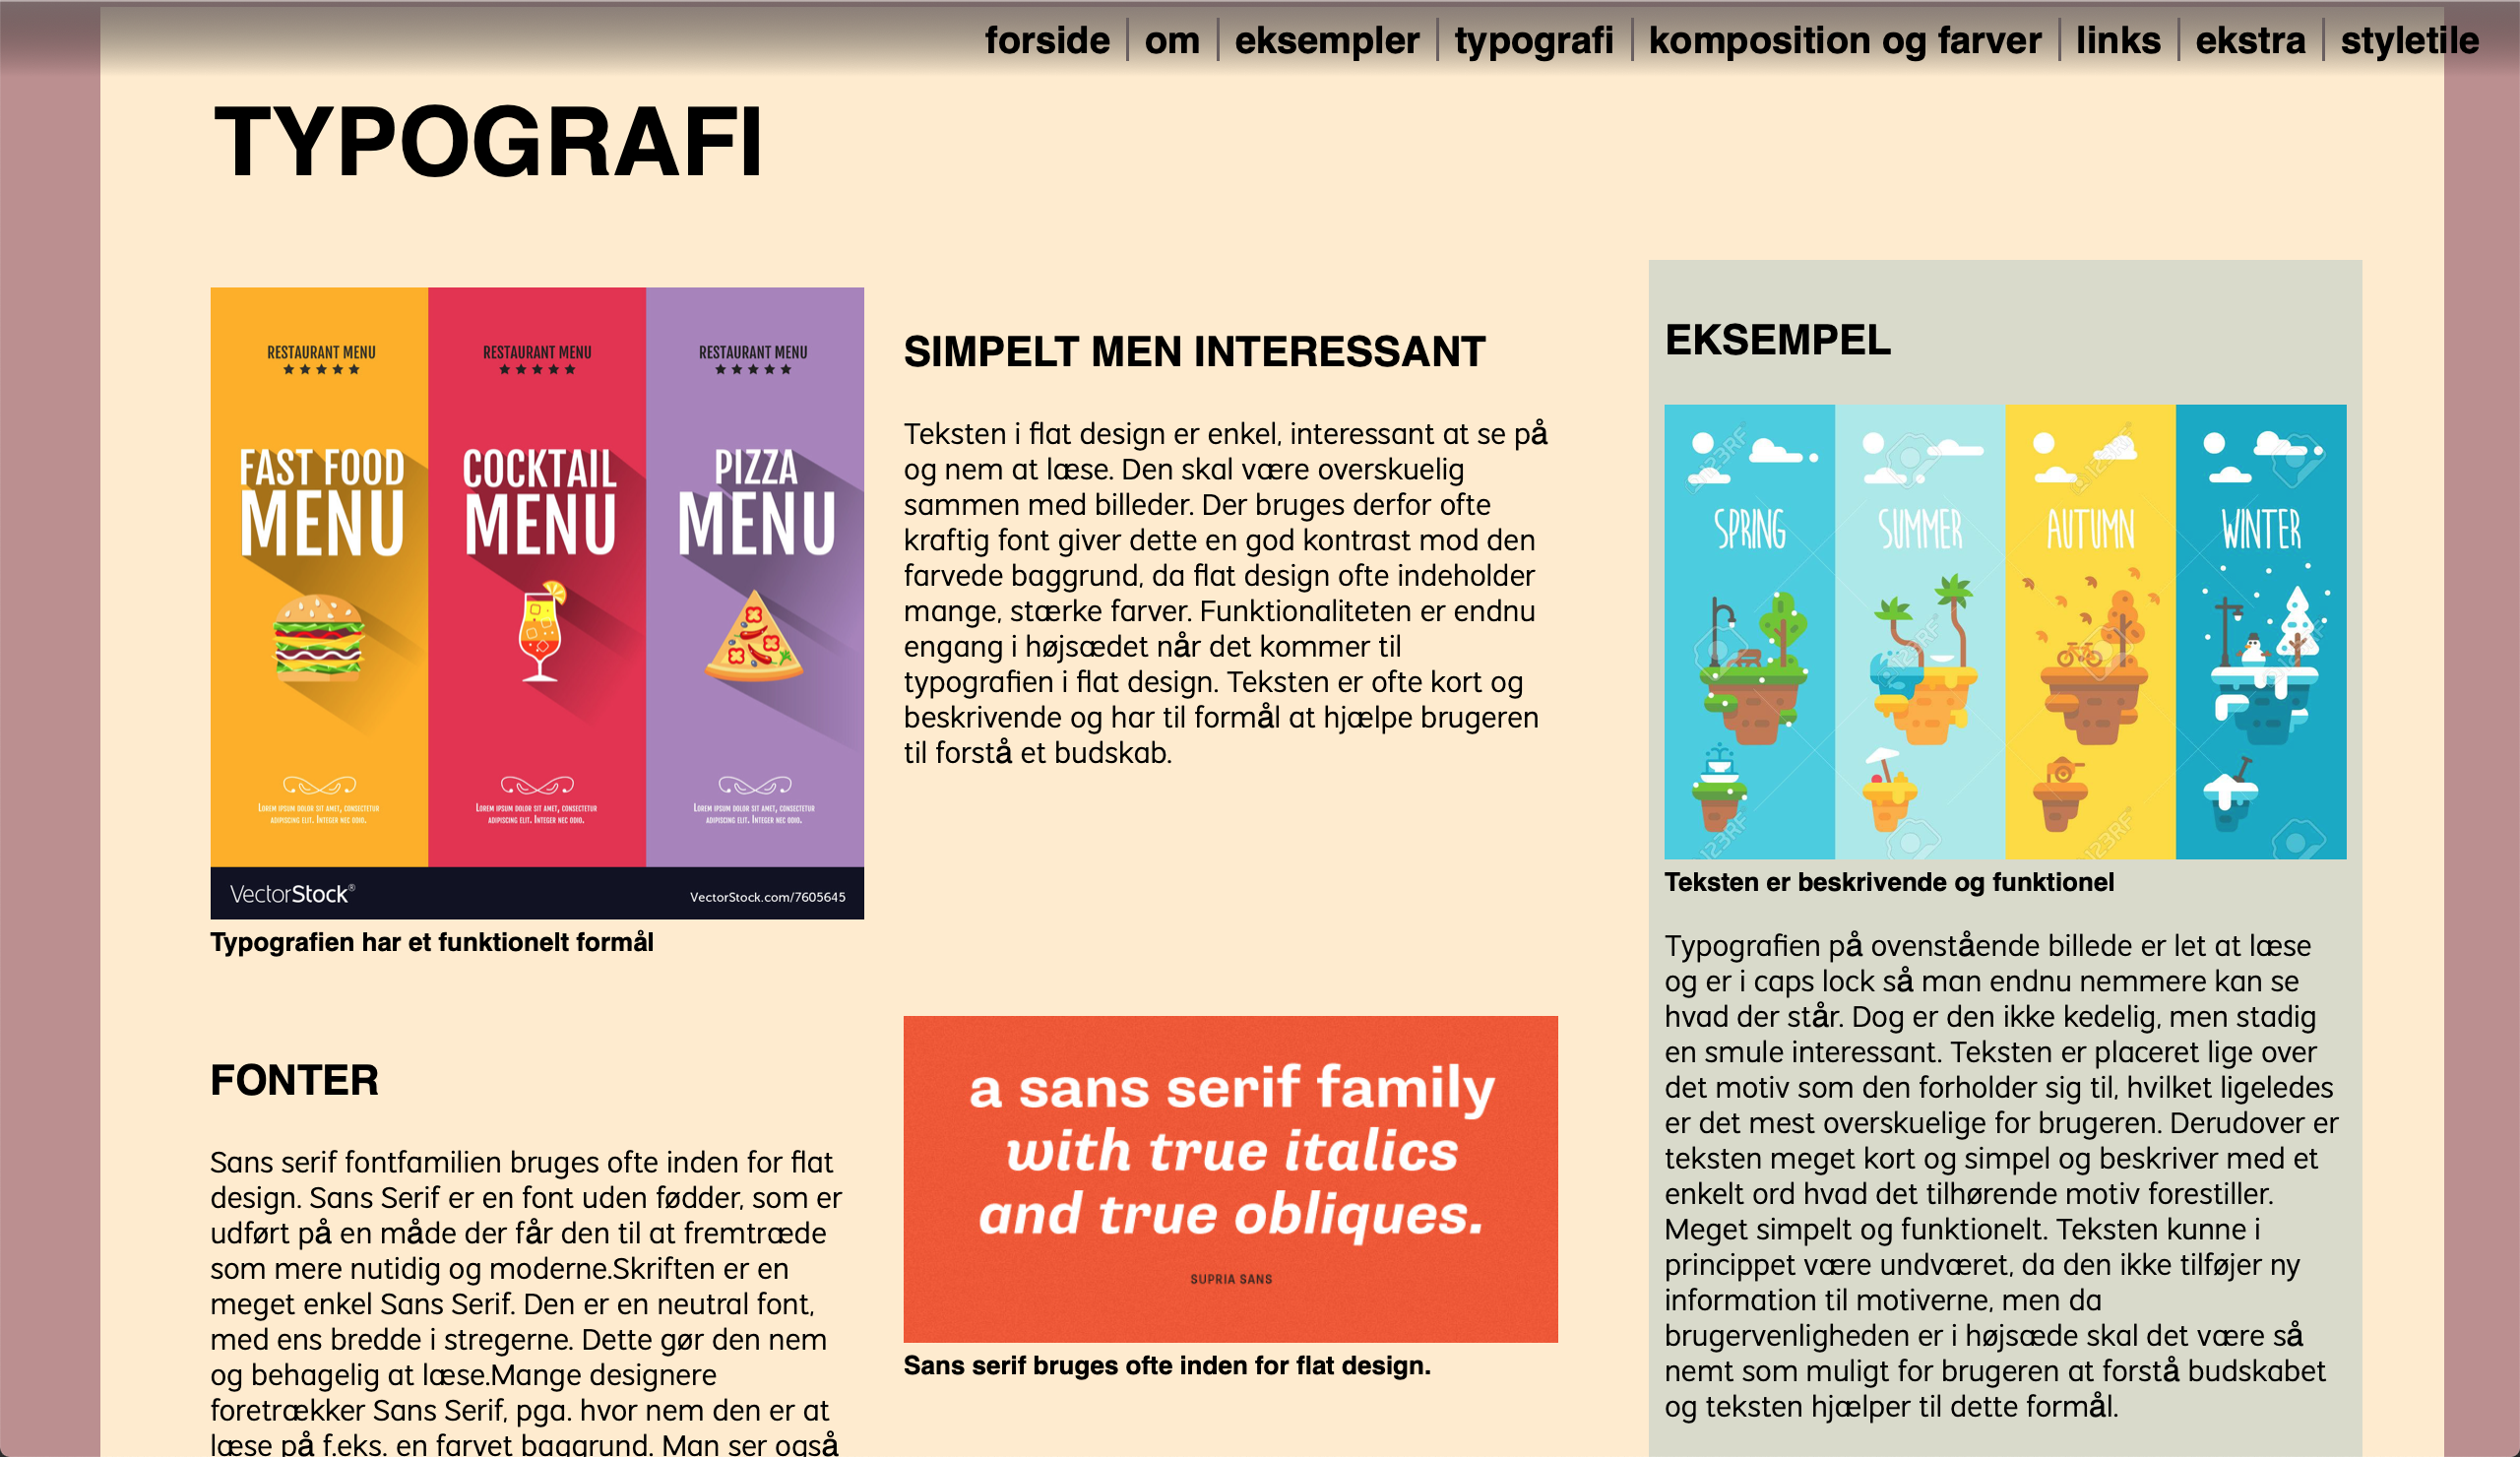 forside om eksempler typografi komposition og farver links ekstra styletile
TYPOGRAFI
RESTAURANT MENU
FAST FOOD
MENU
LOREM IPSUM DOLOR SIT AMET, CONSECTETUR
ADIPISCING ELIT. INTEGER NEC ODIO.
RESTAURANT MENU
COCKTAIL
MENU
LOREM IPSUM DOLOR SIT AMET, CONSECTETUR
ADIPISCING ELIT. INTEGER NEC ODIO.
RESTAURANT MENU
PIZZA
MENU
LOREM IPSUM DOLOR SIT AMET, CONSECTETUR
ADIPISCING ELIT. INTEGER NEC ODIO.
VectorStock®
VectorStock.com/7605645
Typografien har et funktionelt formål
FONTER
Sans serif fontfamilien bruges ofte inden for flat
design. Sans Serif er en font uden fødder, som er
udført på en måde der får den til at fremtræde
som mere nutidig og moderne.Skriften er en
meget enkel Sans Serif. Den er en neutral font,
med ens bredde i stregerne. Dette gør den nem
og behagelig at læse.Mange designere
foretrækker Sans Serif, pga. hvor nem den er at
læse på f.eks. en farvet baggrund. Man ser også
SIMPELT MEN INTERESSANT
Teksten i flat design er enkel, interessant at se på
og nem at læse. Den skal være overskuelig
sammen med billeder. Der bruges derfor ofte
kraftig font giver dette en god kontrast mod den
farvede baggrund, da flat design ofte indeholder
mange, stærke farver. Funktionaliteten er endnu
engang i højsædet når det kommer til
typografien i flat design. Teksten er ofte kort og
beskrivende og har til formål at hjælpe brugeren
til forstå et budskab.
a sans serif family
with true italics
and true obliques.
SUPRIA SANS
Sans serif bruges ofte inden for flat design.
EKSEMPEL
SPRING
SUMMER
AUTUMN
WINTER
123RF
123RF
123RF
123RF
123RF
123RF
Teksten er beskrivende og funktionel
Typografien på ovenstående billede er let at læse
og er i caps lock så man endnu nemmere kan se
hvad der står. Dog er den ikke kedelig, men stadig
en smule interessant. Teksten er placeret lige over
det motiv som den forholder sig til, hvilket ligeledes
er det mest overskuelige for brugeren. Derudover er
teksten meget kort og simpel og beskriver med et
enkelt ord hvad det tilhørende motiv forestiller.
Meget simpelt og funktionelt. Teksten kunne i
princippet være undværet, da den ikke tilføjer ny
information til motiverne, men da
brugervenligheden er i højsæde skal det være så
nemt som muligt for brugeren at forstå budskabet
og teksten hjælper til dette formål.